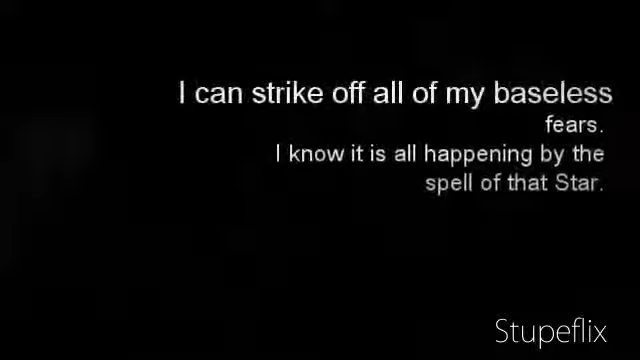 I can strike off all of my baseless
fears.
I know it is all happening by the
spell of that Star.
Stupeflix